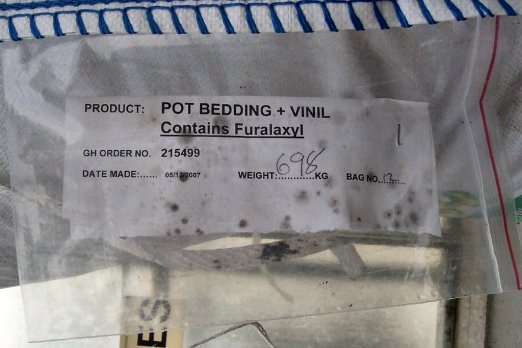 PRODUCT: POT BEDDING + VINIL
Contains Furalaxyl
GH ORDER NO. 215499
DATE MADE:...... 05/12/2007 WEIGHT:.............KG BAG NO........
698 12
ES